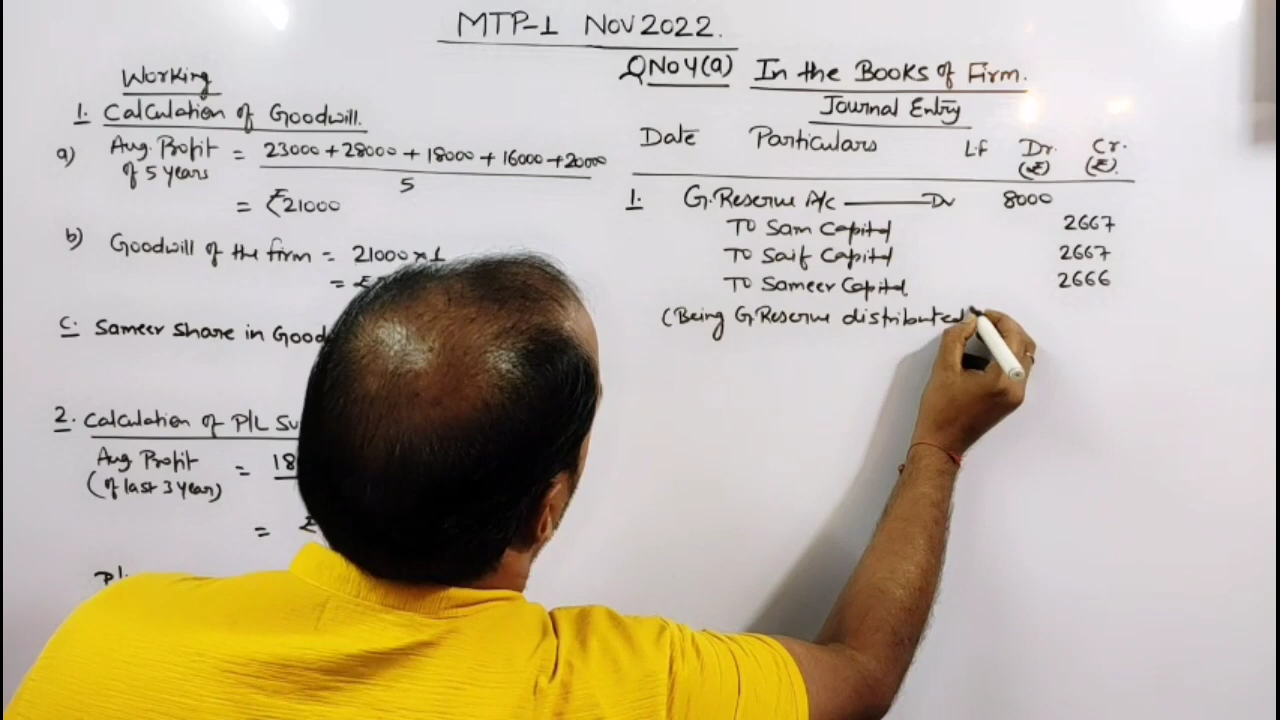 MTP-1 NOV 2022.
QNO 4(a) In the Books of Firm.
Journal Entry
Date Particulars L.f Dr. (₹) Cr. (₹)
1. G.Reserve A/c Dr 8000
To Sam Capital 2667
To Saif Capital 2667
To Sameer Capital 2666
(Being G.Reserve distributed
Working
1. Calculation of Goodwill.
a) Avg. Profit of 5 years = 23000 + 28000 + 18000 + 16000 + 20000
5
= ₹21000
b) Goodwill of the firm = 21000 × 1
= ₹
c. Sameer Share in Good
2. Calculation of P/L Su
Avg Profit = 18
(of last 3 year)
= ₹